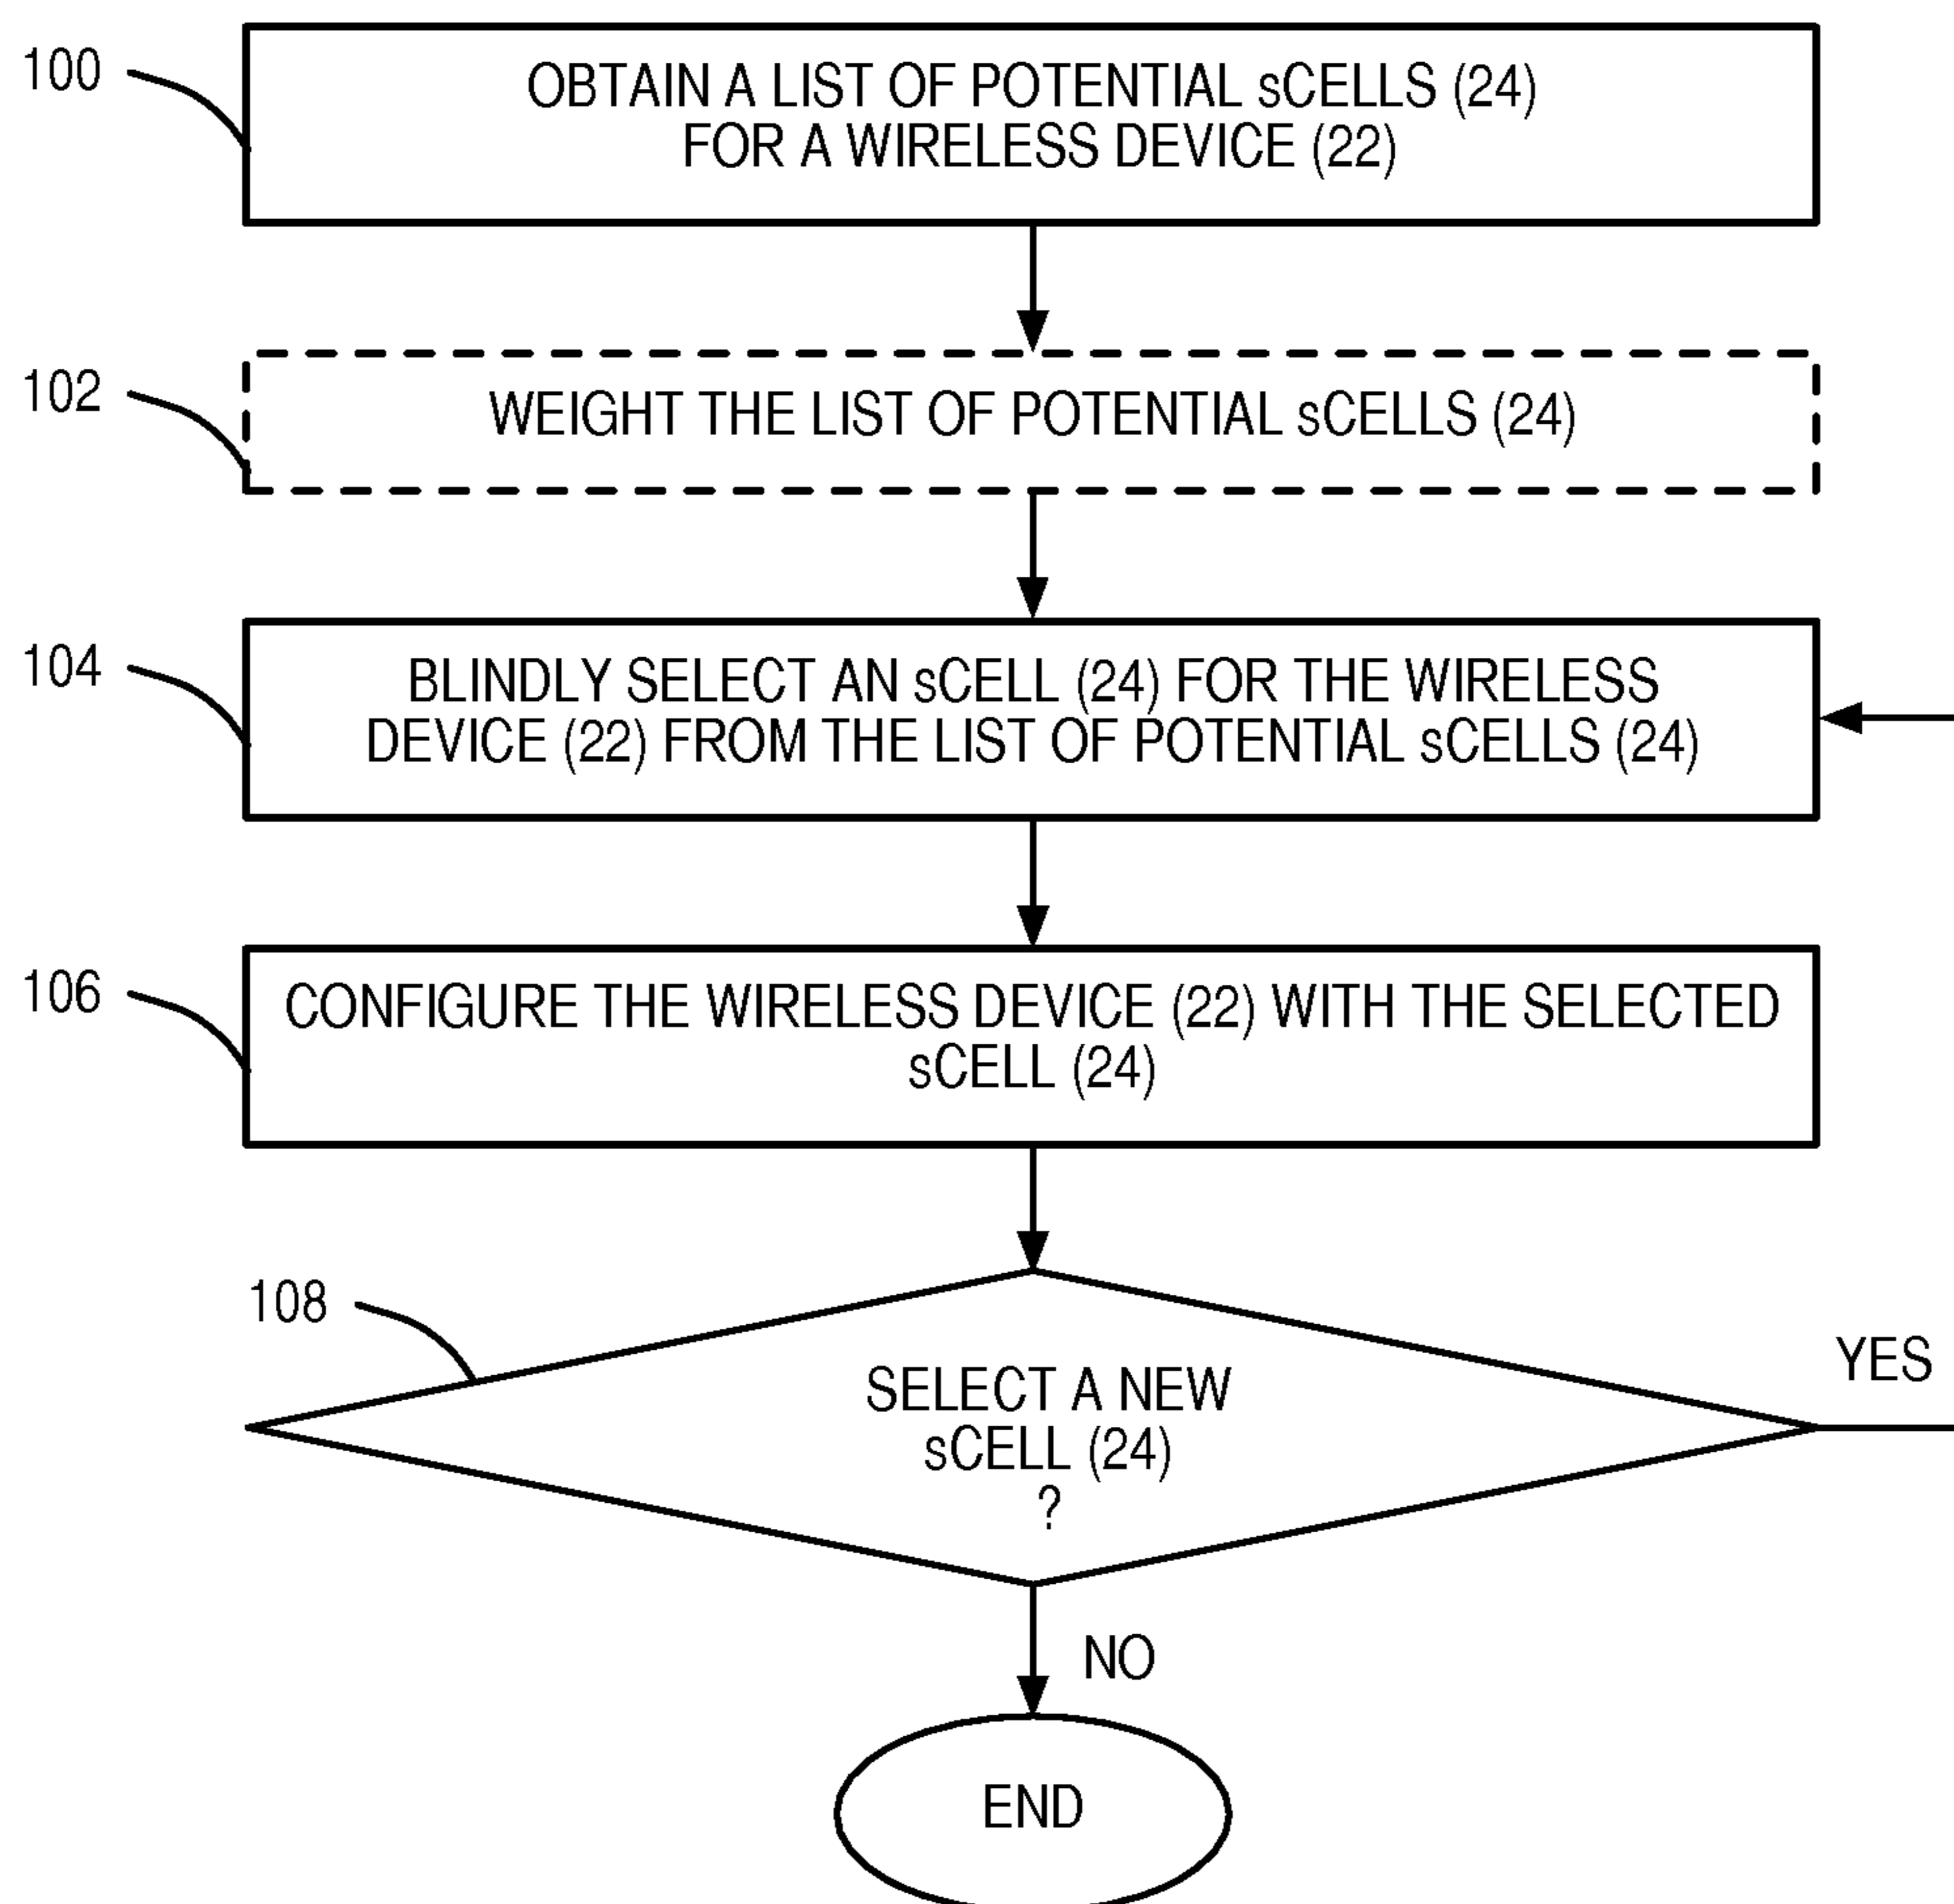 100
OBTAIN A LIST OF POTENTIAL sCELLS (24)
FOR A WIRELESS DEVICE (22)
102
WEIGHT THE LIST OF POTENTIAL sCELLS (24)
104
BLINDLY SELECT AN sCELL (24) FOR THE WIRELESS
DEVICE (22) FROM THE LIST OF POTENTIAL sCELLS (24)
106
CONFIGURE THE WIRELESS DEVICE (22) WITH THE SELECTED
sCELL (24)
108
SELECT A NEW
sCELL (24)
?
YES
NO
END